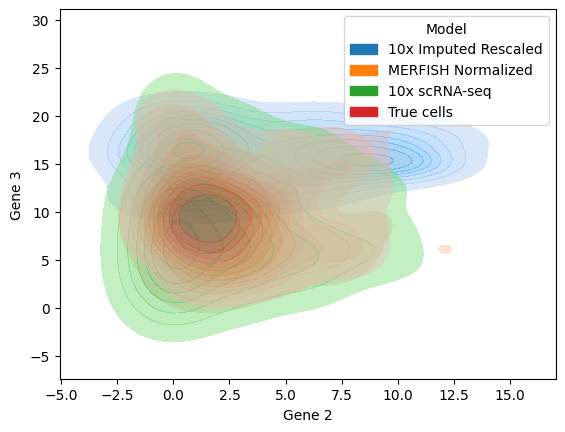 Model
10x Imputed Rescaled
MERFISH Normalized
10x scRNA-seq
True cells
30
25
20
15
10
5
0
−5
Gene 3
−5.0 −2.5 0.0 2.5 5.0 7.5 10.0 12.5 15.0
Gene 2